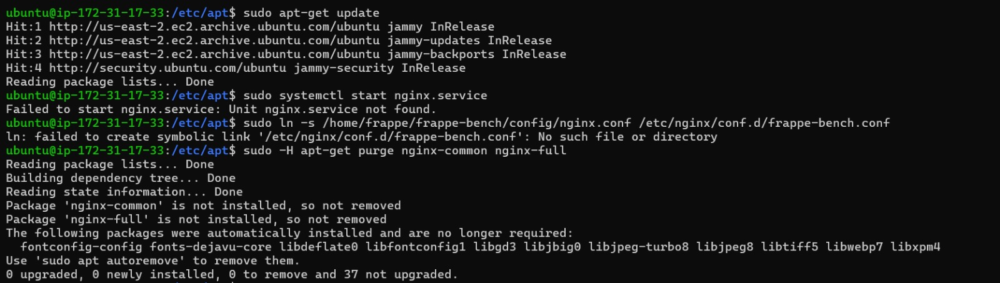 ubuntu@ip-172-31-17-33:/etc/apt$ sudo apt-get update
Hit:1 http://us-east-2.ec2.archive.ubuntu.com/ubuntu jammy InRelease
Hit:2 http://us-east-2.ec2.archive.ubuntu.com/ubuntu jammy-updates InRelease
Hit:3 http://us-east-2.ec2.archive.ubuntu.com/ubuntu jammy-backports InRelease
Hit:4 http://security.ubuntu.com/ubuntu jammy-security InRelease
Reading package lists... Done
ubuntu@ip-172-31-17-33:/etc/apt$ sudo systemctl start nginx.service
Failed to start nginx.service: Unit nginx.service not found.
ubuntu@ip-172-31-17-33:/etc/apt$ sudo ln -s /home/frappe/frappe-bench/config/nginx.conf /etc/nginx/conf.d/frappe-bench.conf
ln: failed to create symbolic link '/etc/nginx/conf.d/frappe-bench.conf': No such file or directory
ubuntu@ip-172-31-17-33:/etc/apt$ sudo -H apt-get purge nginx-common nginx-full
Reading package lists... Done
Building dependency tree... Done
Reading state information... Done
Package 'nginx-common' is not installed, so not removed
Package 'nginx-full' is not installed, so not removed
The following packages were automatically installed and are no longer required:
  fontconfig-config fonts-dejavu-core libdeflate0 libfontconfig1 libgd3 libjbig0 libjpeg-turbo8 libjpeg8 libtiff5 libwebp7 libxpm4
Use 'sudo apt autoremove' to remove them.
0 upgraded, 0 newly installed, 0 to remove and 37 not upgraded.